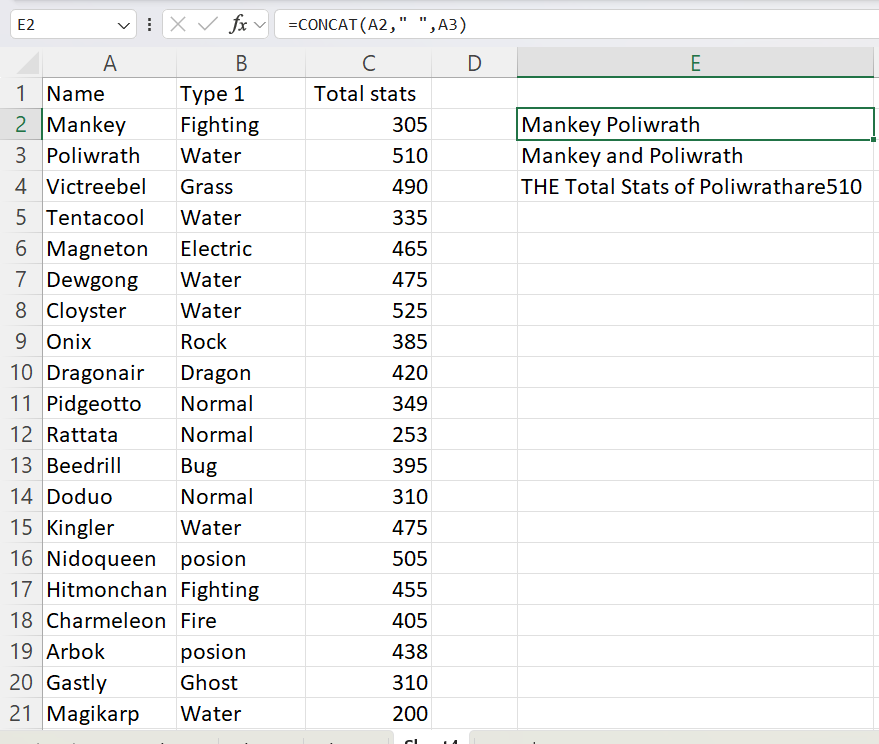 E2 fx =CONCAT(A2," ",A3)
A B C D E
1 Name Type 1 Total stats
2 Mankey Fighting 305 Mankey Poliwrath
3 Poliwrath Water 510 Mankey and Poliwrath
4 Victreebel Grass 490 THE Total Stats of Poliwrathare510
5 Tentacool Water 335
6 Magneton Electric 465
7 Dewgong Water 475
8 Cloyster Water 525
9 Onix Rock 385
10 Dragonair Dragon 420
11 Pidgeotto Normal 349
12 Rattata Normal 253
13 Beedrill Bug 395
14 Doduo Normal 310
15 Kingler Water 475
16 Nidoqueen posion 505
17 Hitmonchan Fighting 455
18 Charmeleon Fire 405
19 Arbok posion 438
20 Gastly Ghost 310
21 Magikarp Water 200